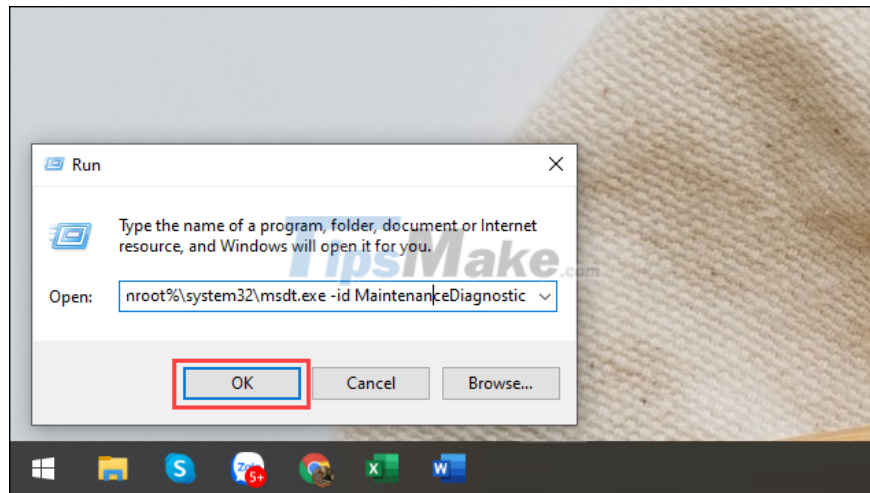 Run
Type the name of a program, folder, document or Internet
resource, and Windows will open it for you.
TipsMake.com
Open:
nroot%\system32\msdt.exe -id MaintenanceDiagnostic
OK
Cancel
Browse...
S
Zalo
5+
X
W